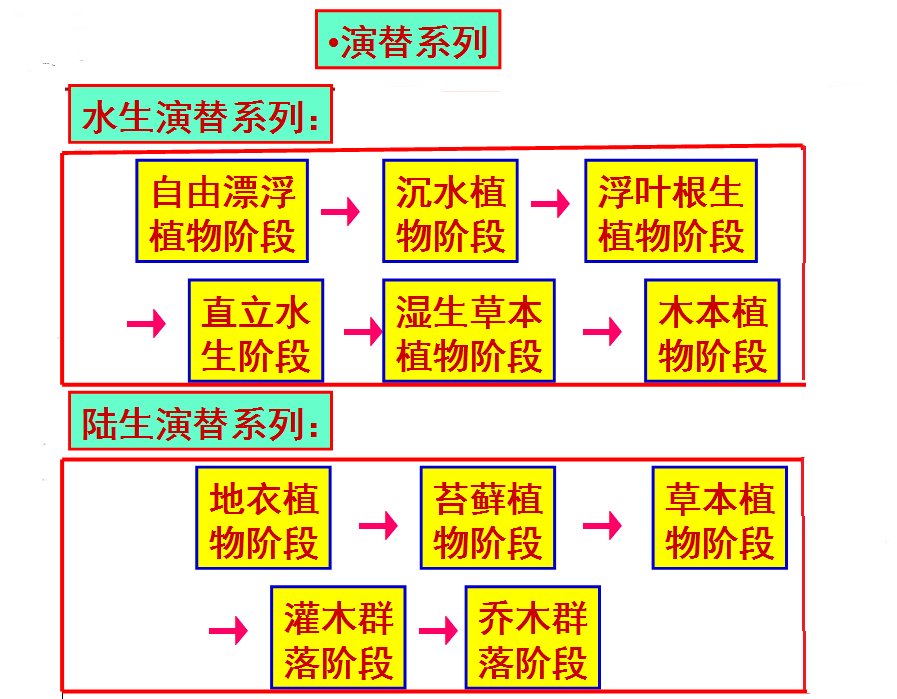 •演替系列
水生演替系列：
自由漂浮
植物阶段
沉水植
物阶段
浮叶根生
植物阶段
直立水
生阶段
湿生草本
植物阶段
木本植
物阶段
陆生演替系列：
地衣植
物阶段
苔藓植
物阶段
草本植
物阶段
灌木群
落阶段
乔木群
落阶段